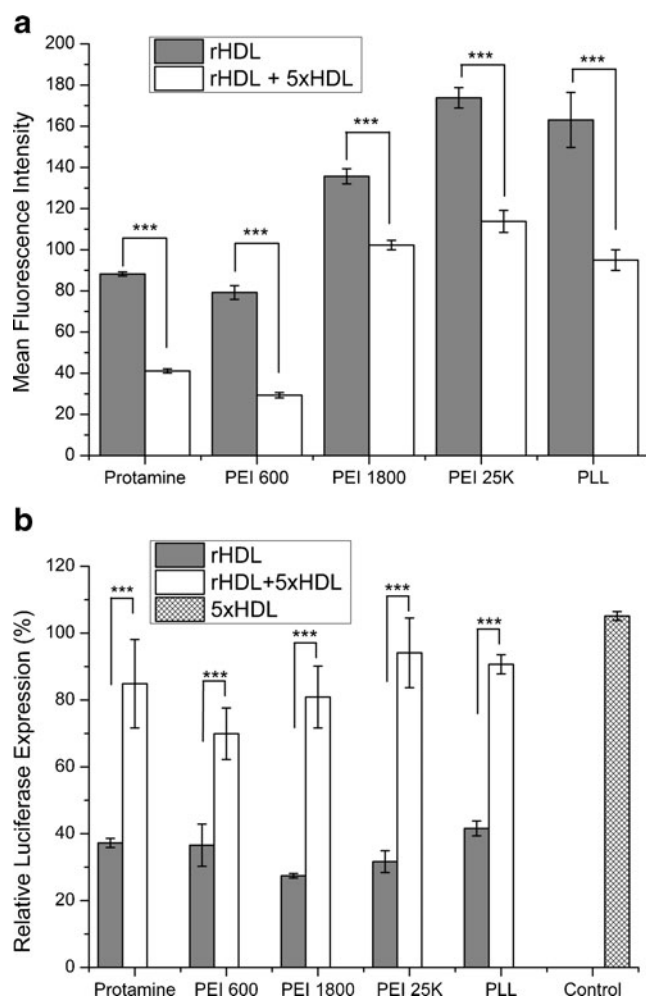 a
rHDL
rHDL + 5xHDL
Mean Fluorescence Intensity
200
180
160
140
120
100
80
60
40
20
0
***
***
***
***
***
Protamine PEI 600 PEI 1800 PEI 25K PLL
b
rHDL
rHDL+5xHDL
5xHDL
Relative Luciferase Expression (%)
120
100
80
60
40
20
0
***
***
***
***
***
Protamine PEI 600 PEI 1800 PEI 25K PLL Control